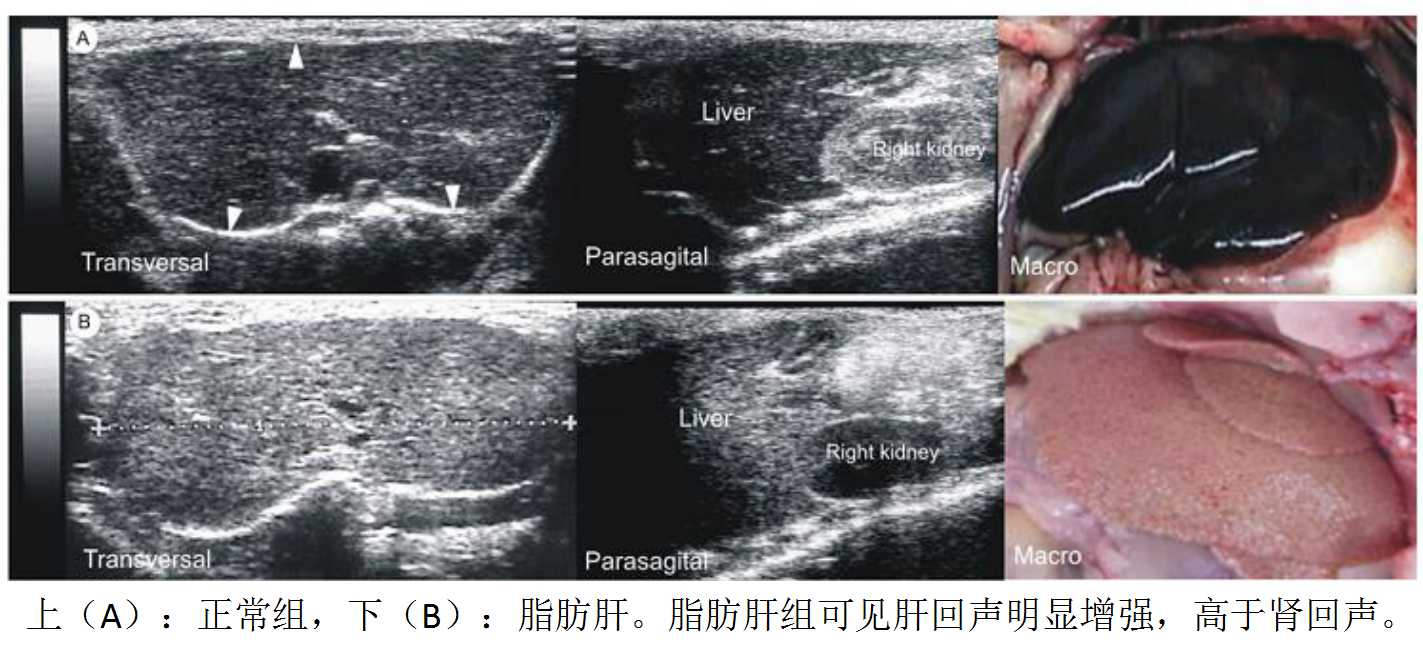 A
Transversal
Liver
Right kidney
Parasagital
Macro
B
Transversal
Liver
Right kidney
Parasagital
Macro
上（A）：正常组，下（B）：脂肪肝。脂肪肝组可见肝回声明显增强，高于肾回声。